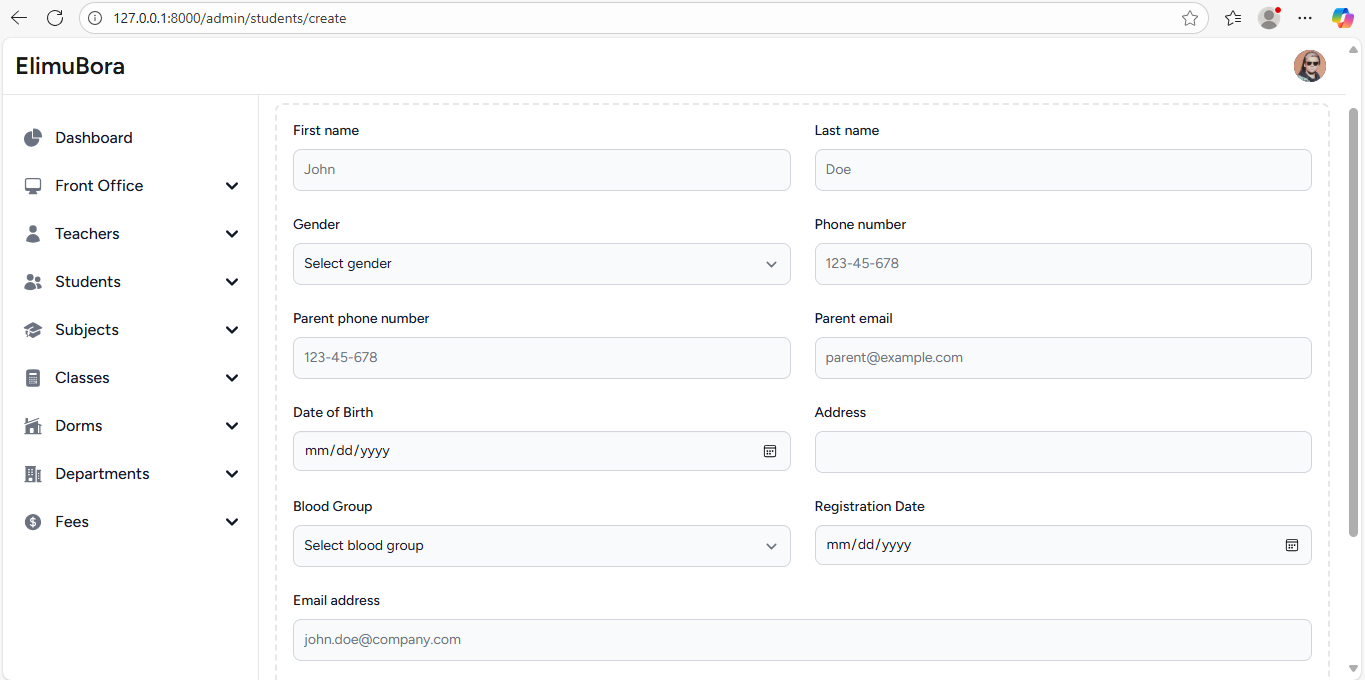 127.0.0.1:8000/admin/students/create
ElimuBora
Dashboard
Front Office
Teachers
Students
Subjects
Classes
Dorms
Departments
Fees
First name
Last name
John
Doe
Gender
Phone number
Select gender
123-45-678
Parent phone number
Parent email
123-45-678
parent@example.com
Date of Birth
Address
mm/dd/yyyy
Blood Group
Registration Date
Select blood group
mm/dd/yyyy
Email address
john.doe@company.com